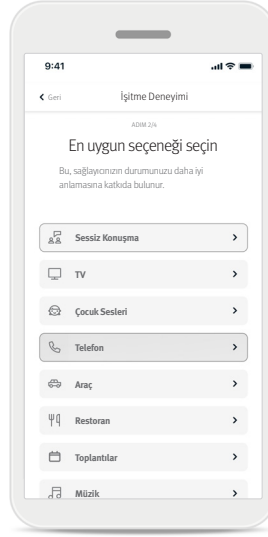 9:41
Geri
İşitme Deneyimi
ADIM 2/4
En uygun seçeneği seçin
Bu, sağlayıcınızın durumunuzu daha iyi
anlamasına katkıda bulunur.
Sessiz Konuşma
TV
Çocuk Sesleri
Telefon
Araç
Restoran
Toplantılar
Müzik